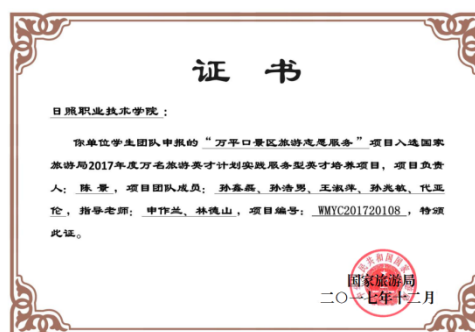 证 书
日照职业技术学院：
你单位学生团队申报的“万平口景区旅游志愿服务”项目入选国家
旅游局2017年度万名旅游英才计划实践服务型英才培养项目，项目负责
人：陈景，项目团队成员：孙鑫磊、孙浩男、王淑萍、孙兆敏、代亚
伦，指导老师：申作兰、林德山，项目编号：WMYC201720108，特颁
此证。
国家旅游局
二〇一七年十二月